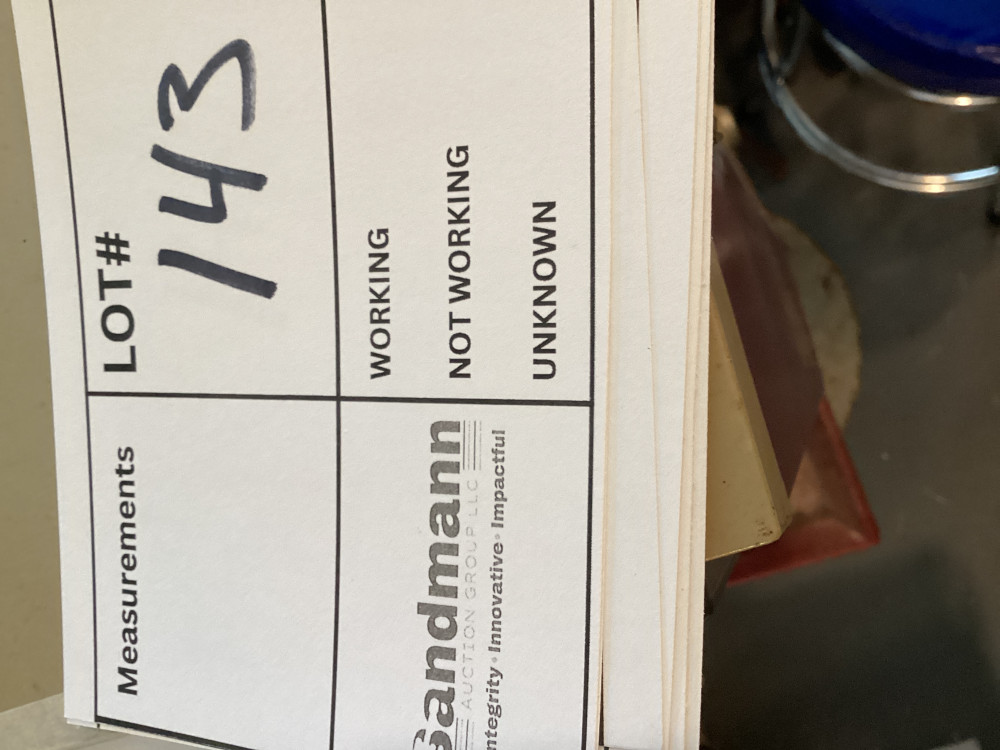 Measurements
LOT#
143
Sandmann
AUCTION GROUP LLC
Integrity • Innovative • Impactful
WORKING
NOT WORKING
UNKNOWN